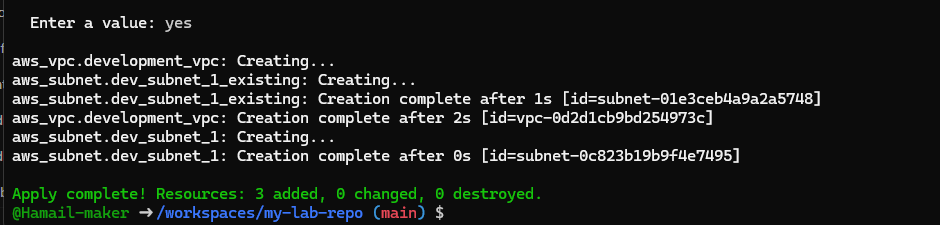 Enter a value: yes
aws_vpc.development_vpc: Creating...
aws_subnet.dev_subnet_1_existing: Creating...
aws_subnet.dev_subnet_1_existing: Creation complete after 1s [id=subnet-01e3ceb4a9a2a5748]
aws_vpc.development_vpc: Creation complete after 2s [id=vpc-0d2d1cb9bd254973c]
aws_subnet.dev_subnet_1: Creating...
aws_subnet.dev_subnet_1: Creation complete after 0s [id=subnet-0c823b19b9f4e7495]
Apply complete! Resources: 3 added, 0 changed, 0 destroyed.
@Hamail-maker ➜ /workspaces/my-lab-repo (main) $